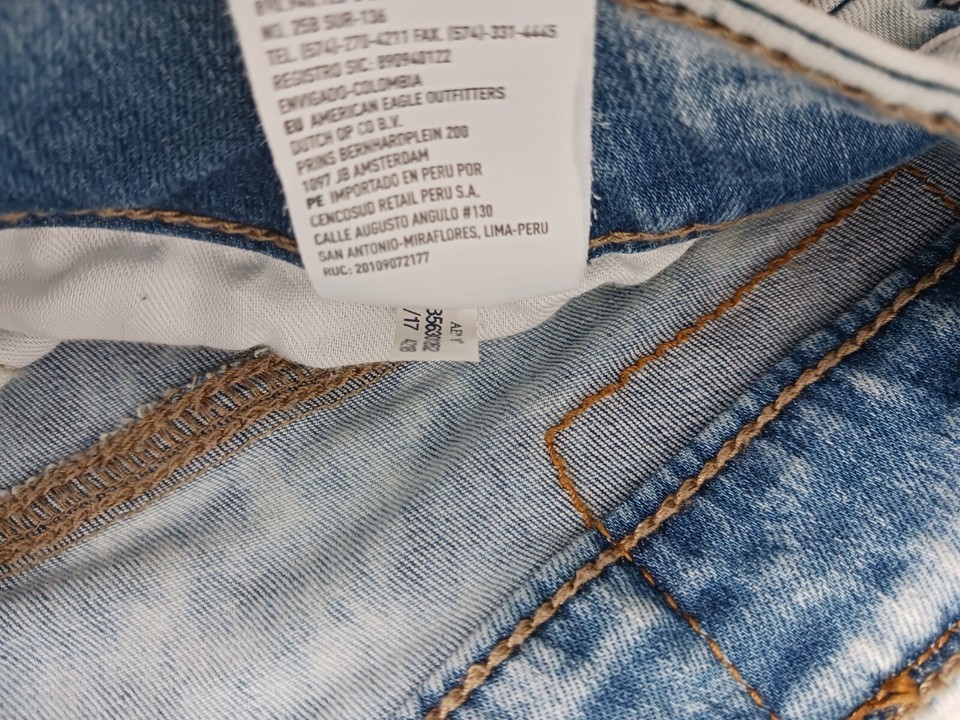 NO. 25B SUR-136
TEL. (574)-270-4211 FAX. (574)-331-4445
REGISTRO SIC: 890940122
ENVIGADO-COLOMBIA
EU AMERICAN EAGLE OUTFITTERS
DUTCH OP CO B.V.
PRINS BERNHARDPLEIN 200
1097 JB AMSTERDAM
PE IMPORTADO EN PERU POR
CENCOSUD RETAIL PERU S.A.
CALLE AUGUSTO ANGULO #130
SAN ANTONIO-MIRAFLORES, LIMA-PERU
RUC: 20109072177
/17